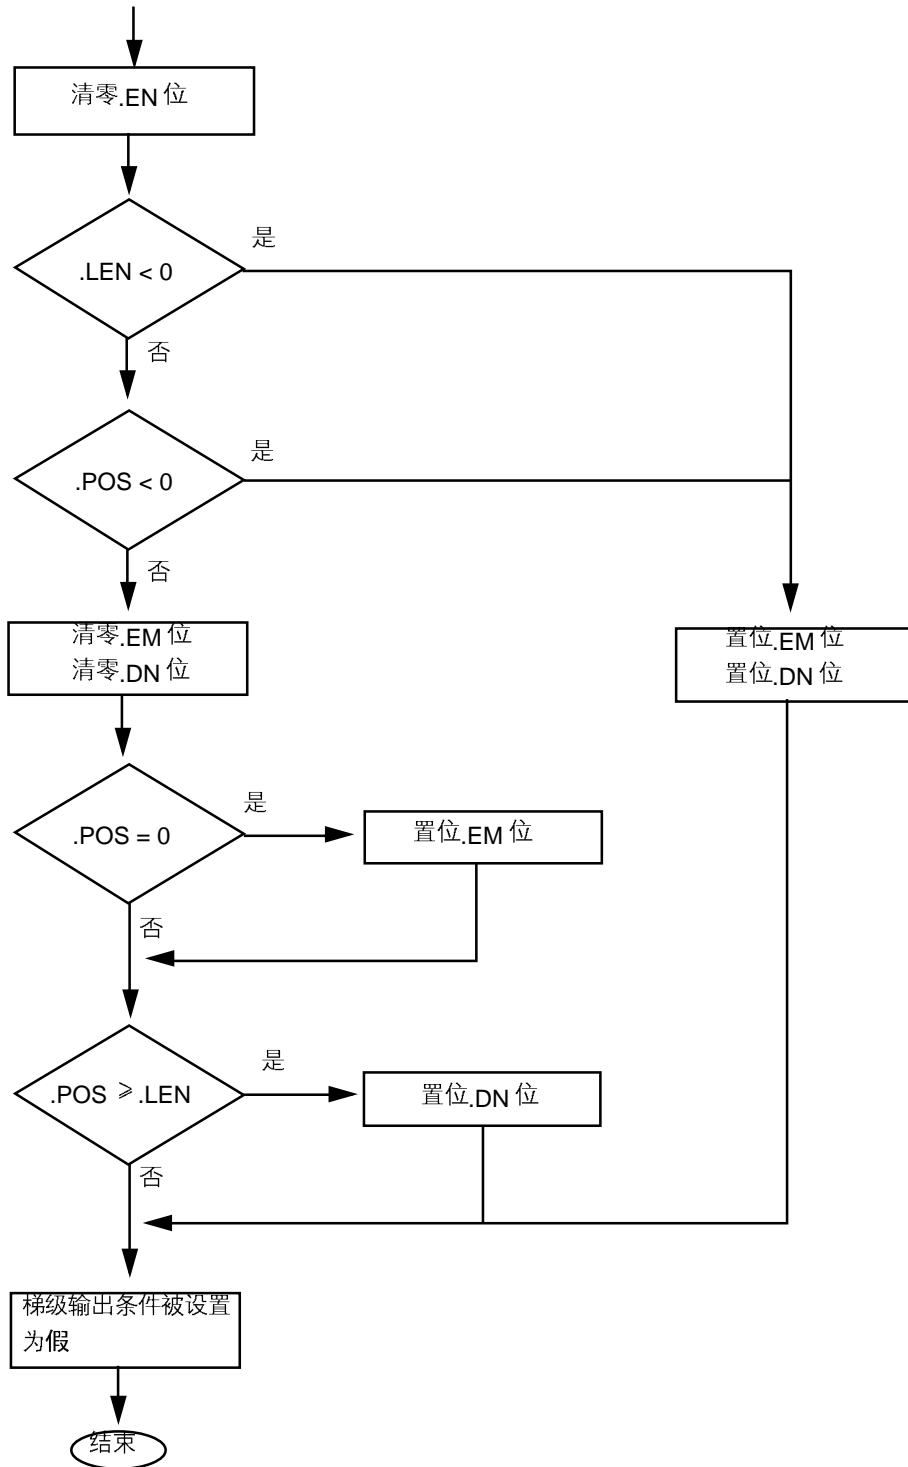 清零.EN 位
是
.LEN < 0
否
是
.POS < 0
否
清零.EM 位
清零.DN 位
置位.EM 位
置位.DN 位
是
.POS = 0
置位.EM 位
否
是
.POS ⩾ .LEN
置位.DN 位
否
梯级输出条件被设置
为假
结束